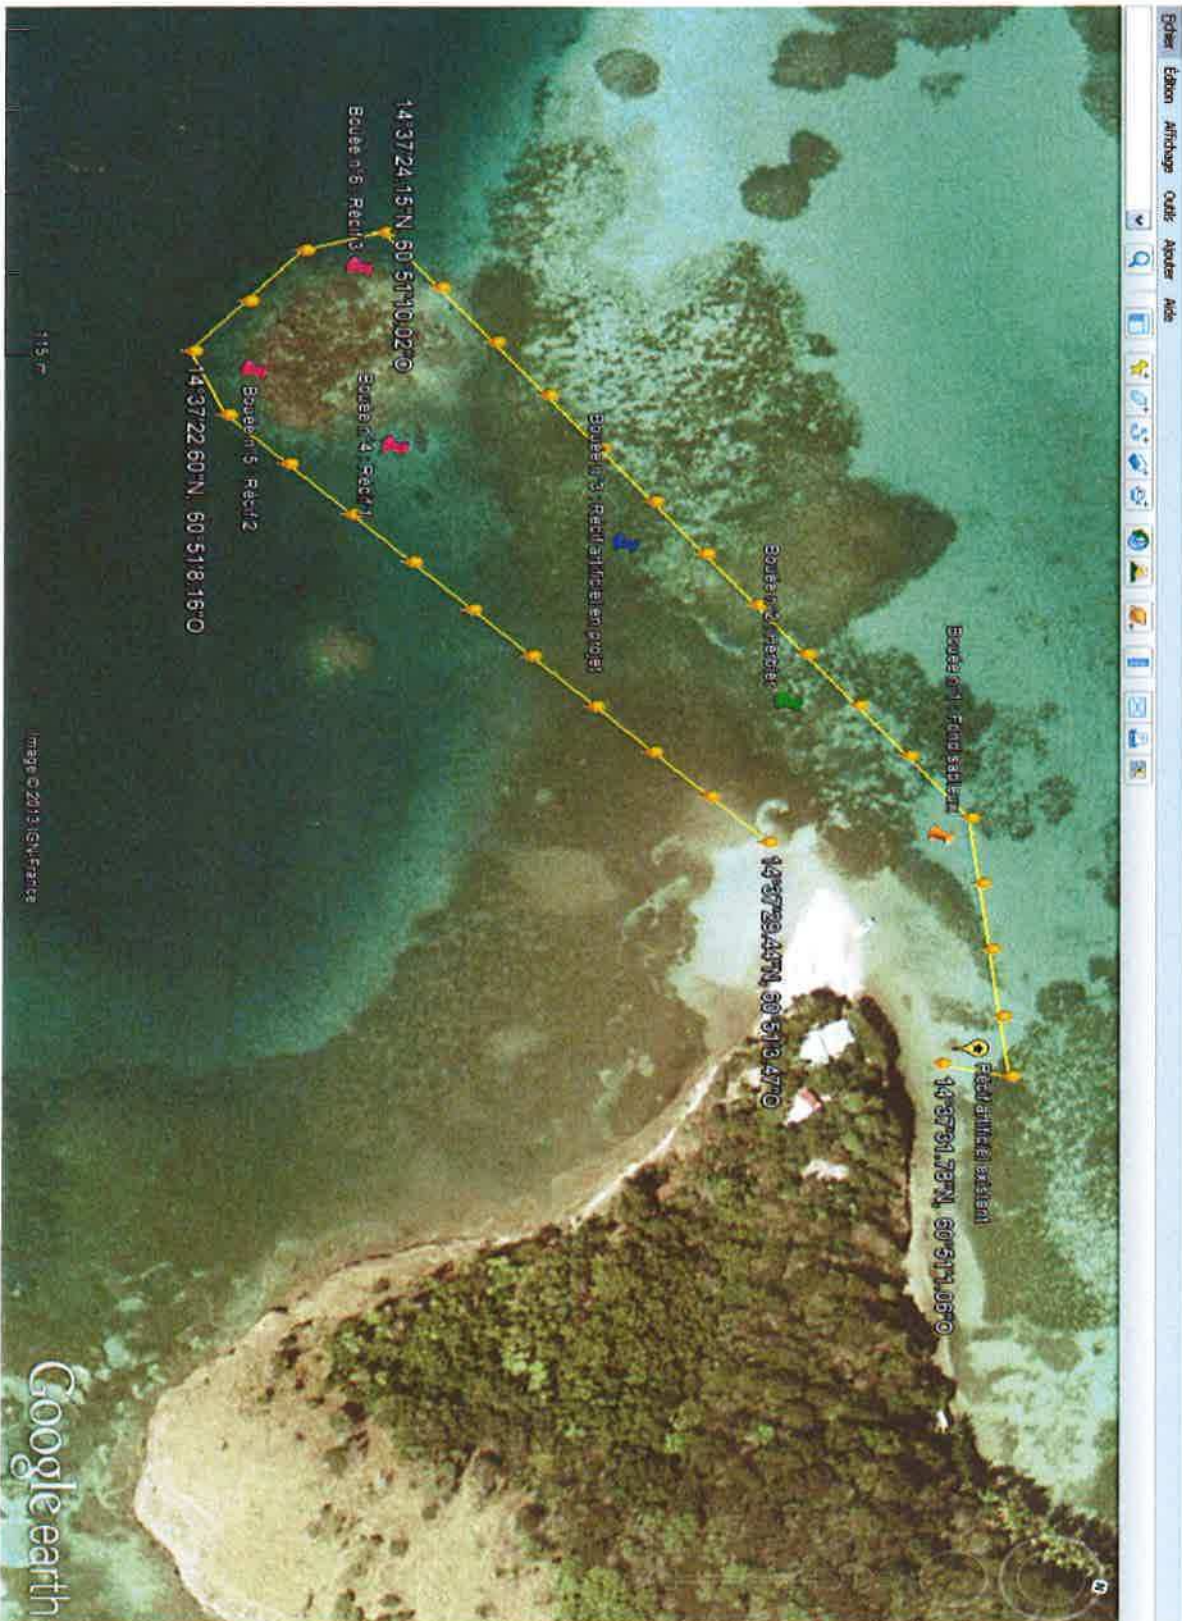 Fichier Édition Affichage Outils Ajouter Aide
Récif artificiel existant
14°37'31.78"N, 60°51'1.06"O
Bouée n°1 : Fond sableux
Bouée n°2 : Herbier
14°37'29.44"N, 60°51'3.47"O
Bouée n°3 : Récif artificiel en projet
14°37'24.15"N, 60°51'10.02"O
Bouée n°6 : Récif 3
Bouée n°4 : Récif 1
Bouée n°5 : Récif 2
14°37'22.60"N, 60°51'8.16"O
115 m
Image © 2013 IGN-France
Google earth
N